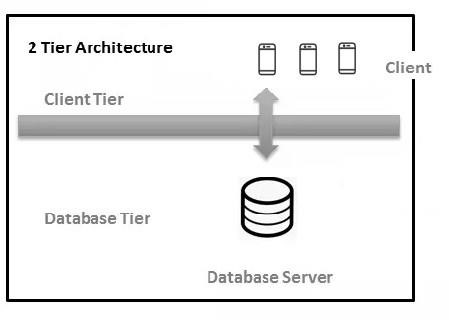 2 Tier Architecture
Client
Client Tier
Database Tier
Database Server